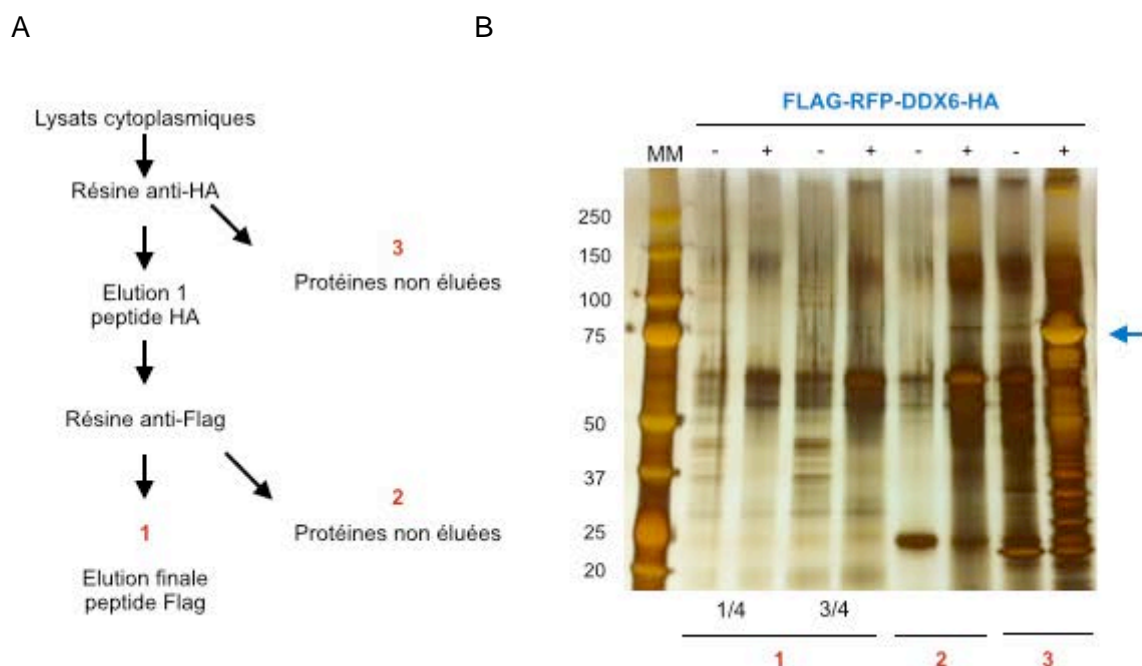 A
B
Lysats cytoplasmiques
Résine anti-HA
3
Protéines non éluées
Elution 1
peptide HA
Résine anti-Flag
2
Protéines non éluées
1
Elution finale
peptide Flag
FLAG-RFP-DDX6-HA
MM - + - + - + - +
250
150
100
75
50
37
25
20
1/4 3/4
1 2 3